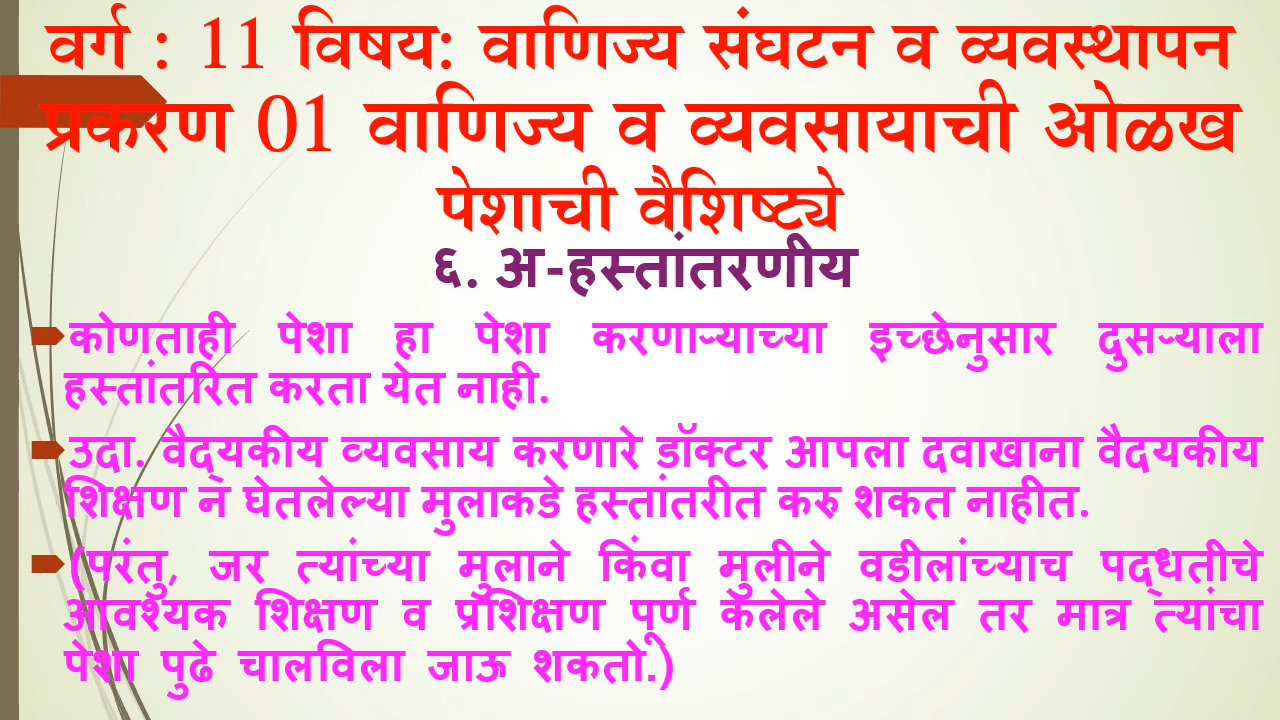 वर्ग : 11 विषय: वाणिज्य संघटन व व्यवस्थापन
प्रकरण 01 वाणिज्य व व्यवसायाची ओळख
पेशाची वैशिष्ट्ये
६. अ-हस्तांतरणीय
कोणताही पेशा हा पेशा करणाऱ्याच्या इच्छेनुसार दुसऱ्याला
हस्तांतरित करता येत नाही.
उदा. वैद्यकीय व्यवसाय करणारे डॉक्टर आपला दवाखाना वैदयकीय
शिक्षण न घेतलेल्या मुलाकडे हस्तांतरीत करु शकत नाहीत.
(परंतु, जर त्यांच्या मुलाने किंवा मुलीने वडीलांच्याच पद्धतीचे
आवश्यक शिक्षण व प्रशिक्षण पूर्ण केलेले असेल तर मात्र त्यांचा
पेशा पुढे चालविला जाऊ शकतो.)